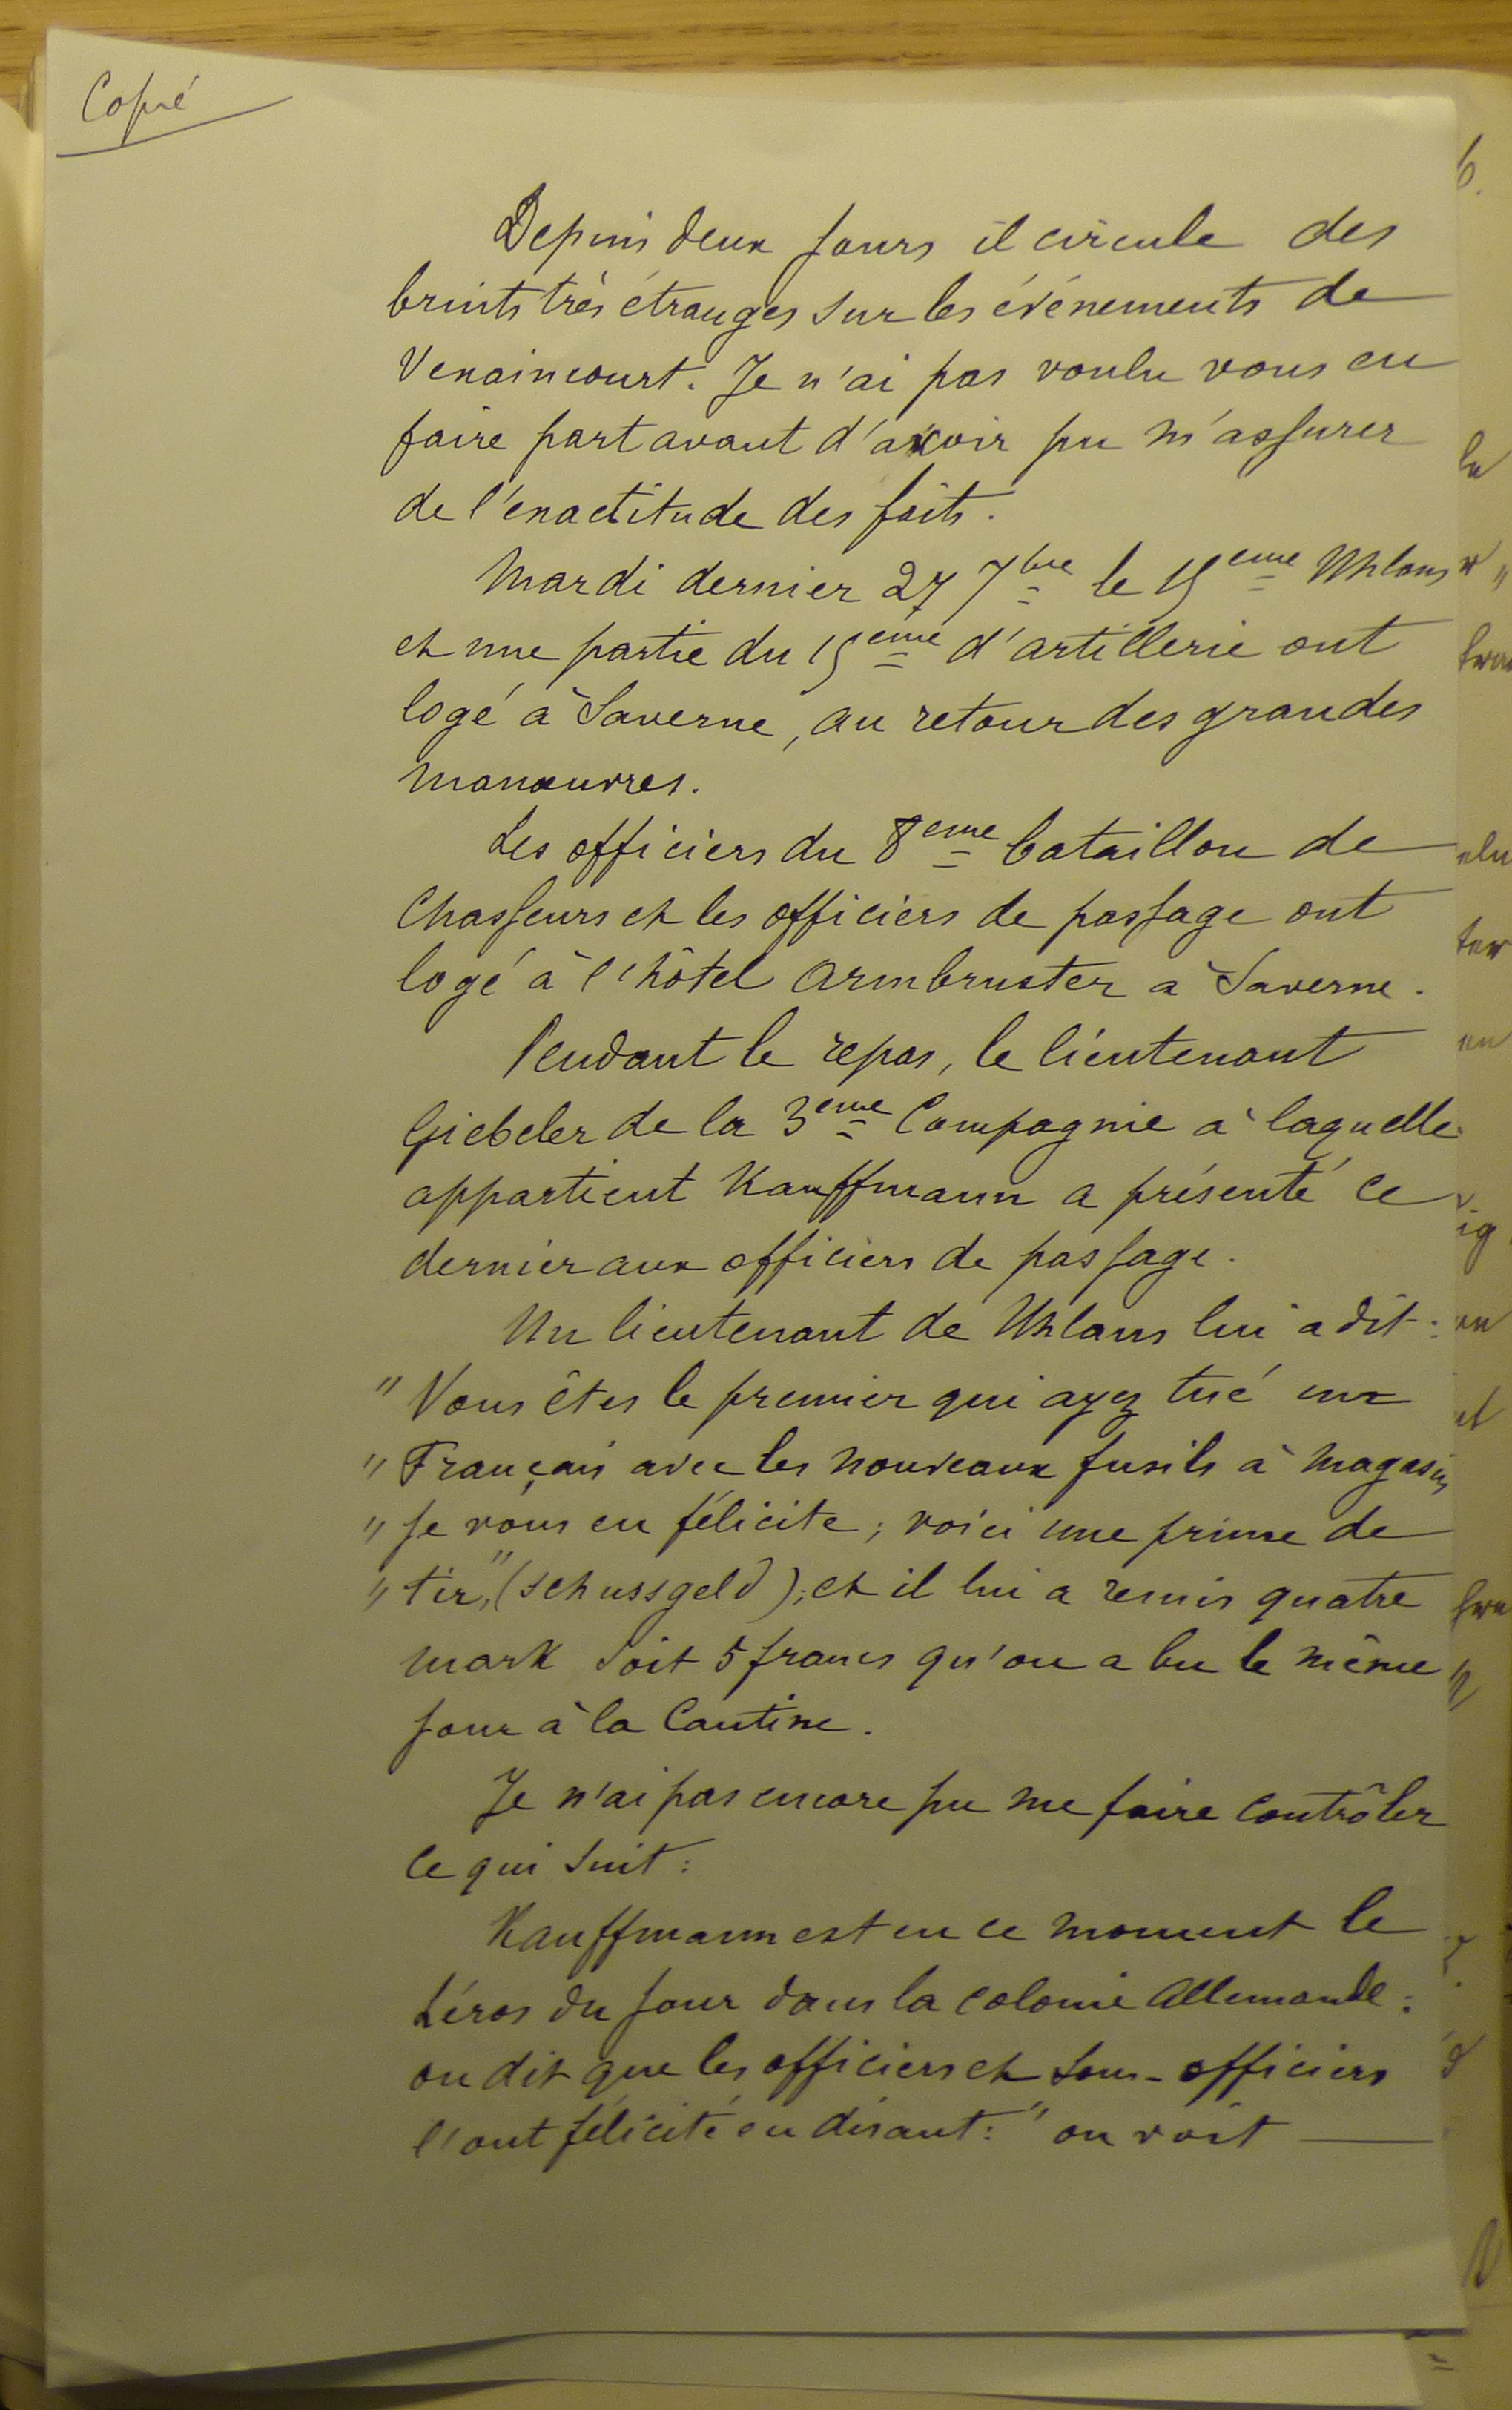 Copié
Depuis deux jours il circule des
bruits très étranges sur les événements de
Vexaincourt. Je n'ai pas voulu vous en
faire part avant d'avoir pu m'assurer
de l'exactitude des faits.
Mardi dernier 27 7bre le 15eme Uhlans
et une partie du 15eme d'artillerie ont
logé à Saverne, au retour des grandes
manœuvres.
Les officiers du 8eme bataillon de
Chasseurs et les officiers de passage ont
logé à l'hôtel Armbruster a Saverne.
Pendant le repas, le lieutenant
Giebeler de la 3eme Compagnie à laquelle
appartient Kauffmann a présenté ce
dernier aux officiers de passage.
Un lieutenant de Uhlans lui a dit :
" Vous êtes le premier qui ayez tué un
" Français avec les nouveaux fusils à magasin
" Je vous en félicite ; voici une prime de
" tir," (schussgeld) ; et il lui a remis quatre
mark soit 5 francs qu'on a bu le même
jour à la Cantine.
Je n'ai pas encore pu me faire contrôler
ce qui suit :
Kauffmann est en ce moment le
héros du jour dans la colonie Allemande :
on dit que les officiers et sous-officiers
l'ont félicité en disant : " on voit